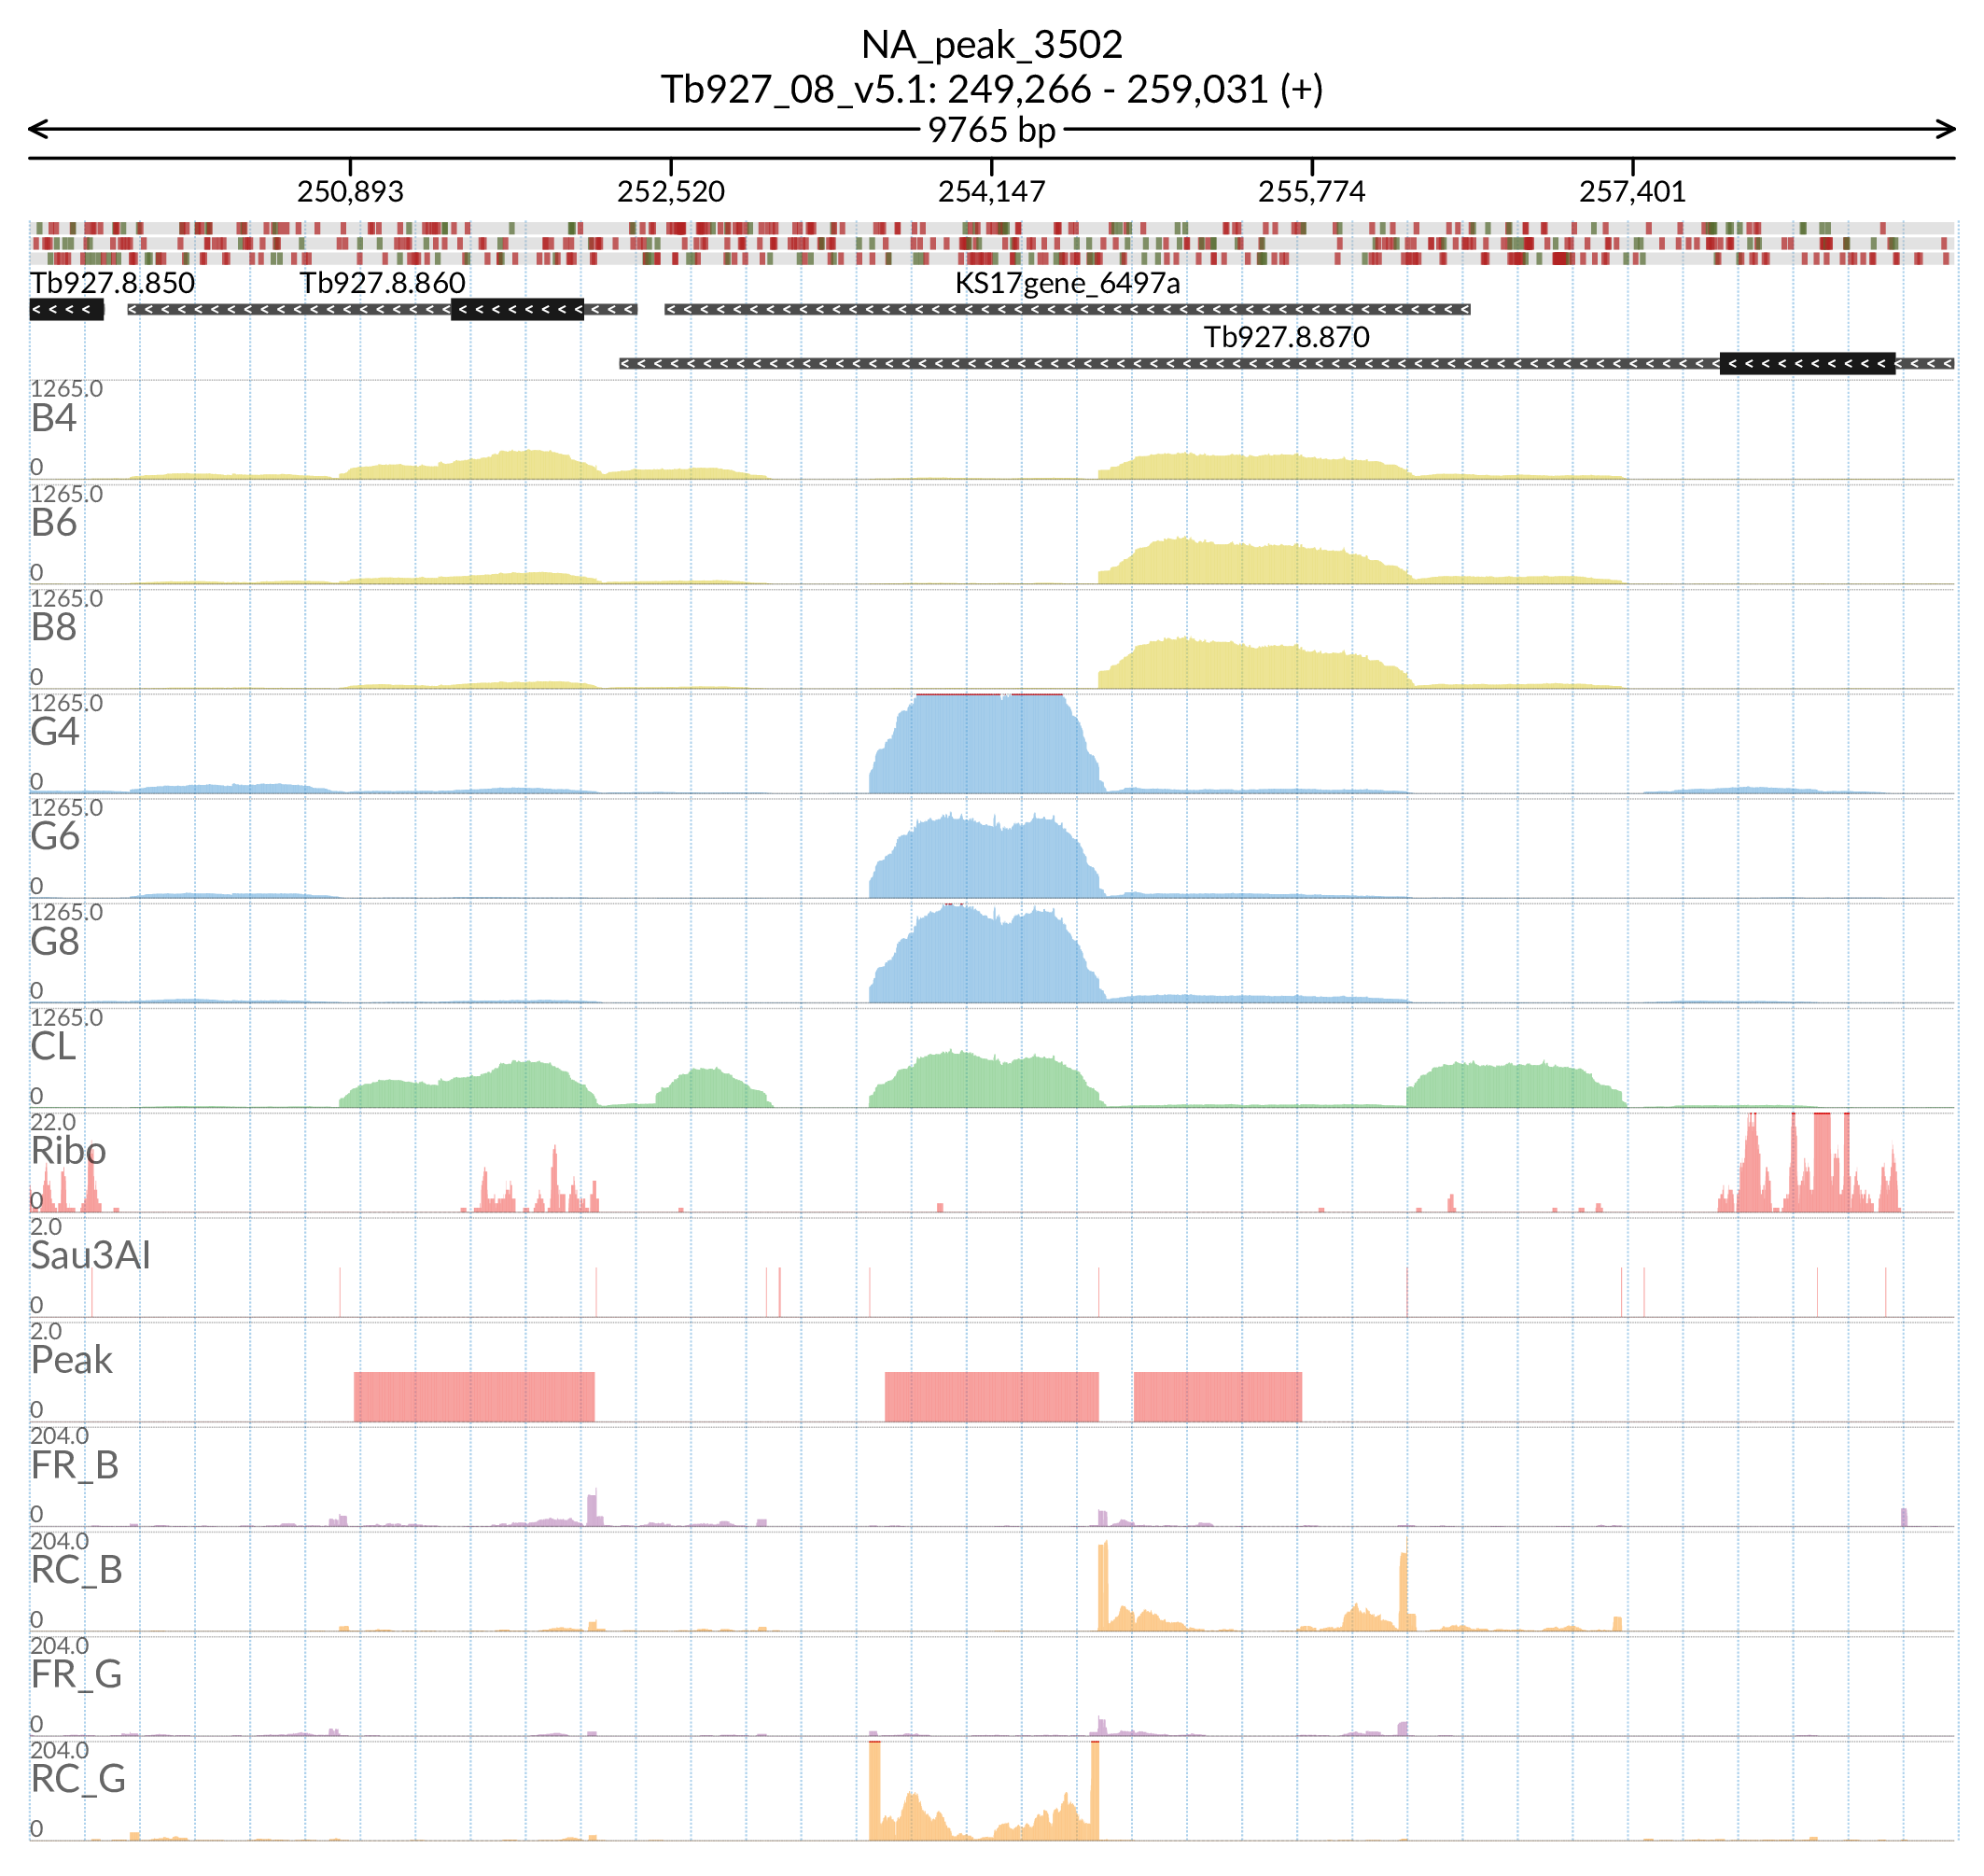 NA_peak_3502
Tb927_08_v5.1: 249,266 - 259,031 (+)
9765 bp
250,893 252,520 254,147 255,774 257,401
Tb927.8.850 Tb927.8.860 KS17gene_6497a
Tb927.8.870
1265.0
B4
0
1265.0
B6
0
1265.0
B8
0
1265.0
G4
0
1265.0
G6
0
1265.0
G8
0
1265.0
CL
0
22.0
Ribo
0
2.0
Sau3AI
0
2.0
Peak
0
204.0
FR_B
0
204.0
RC_B
0
204.0
FR_G
0
204.0
RC_G
0